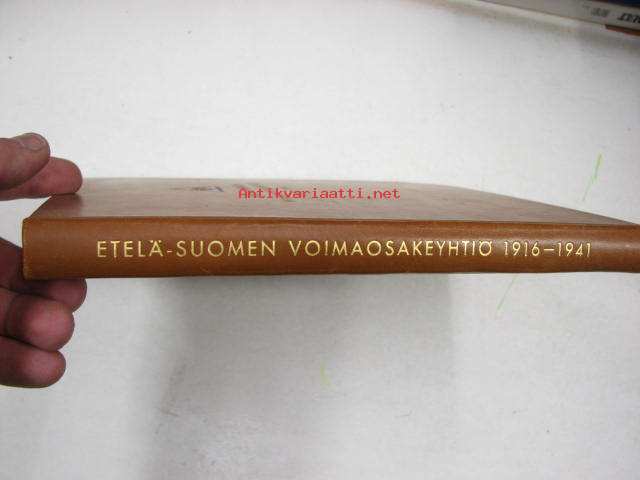 Antikvariaatti.net
ETELÄ-SUOMEN VOIMAOSAKEYHTIÖ 1916–1941